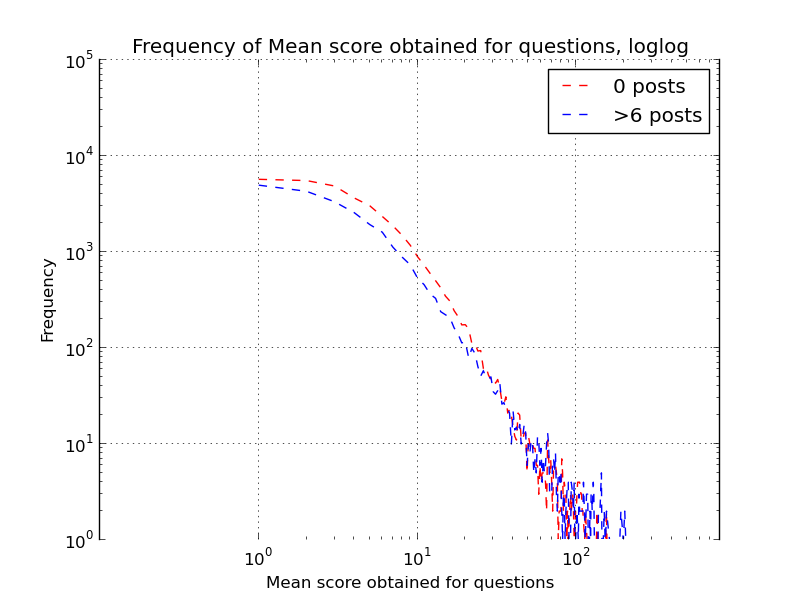 Frequency of Mean score obtained for questions, loglog
10^5
10^4
10^3
10^2
10^1
10^0
Frequency
0 posts
>6 posts
10^0 10^1 10^2
Mean score obtained for questions